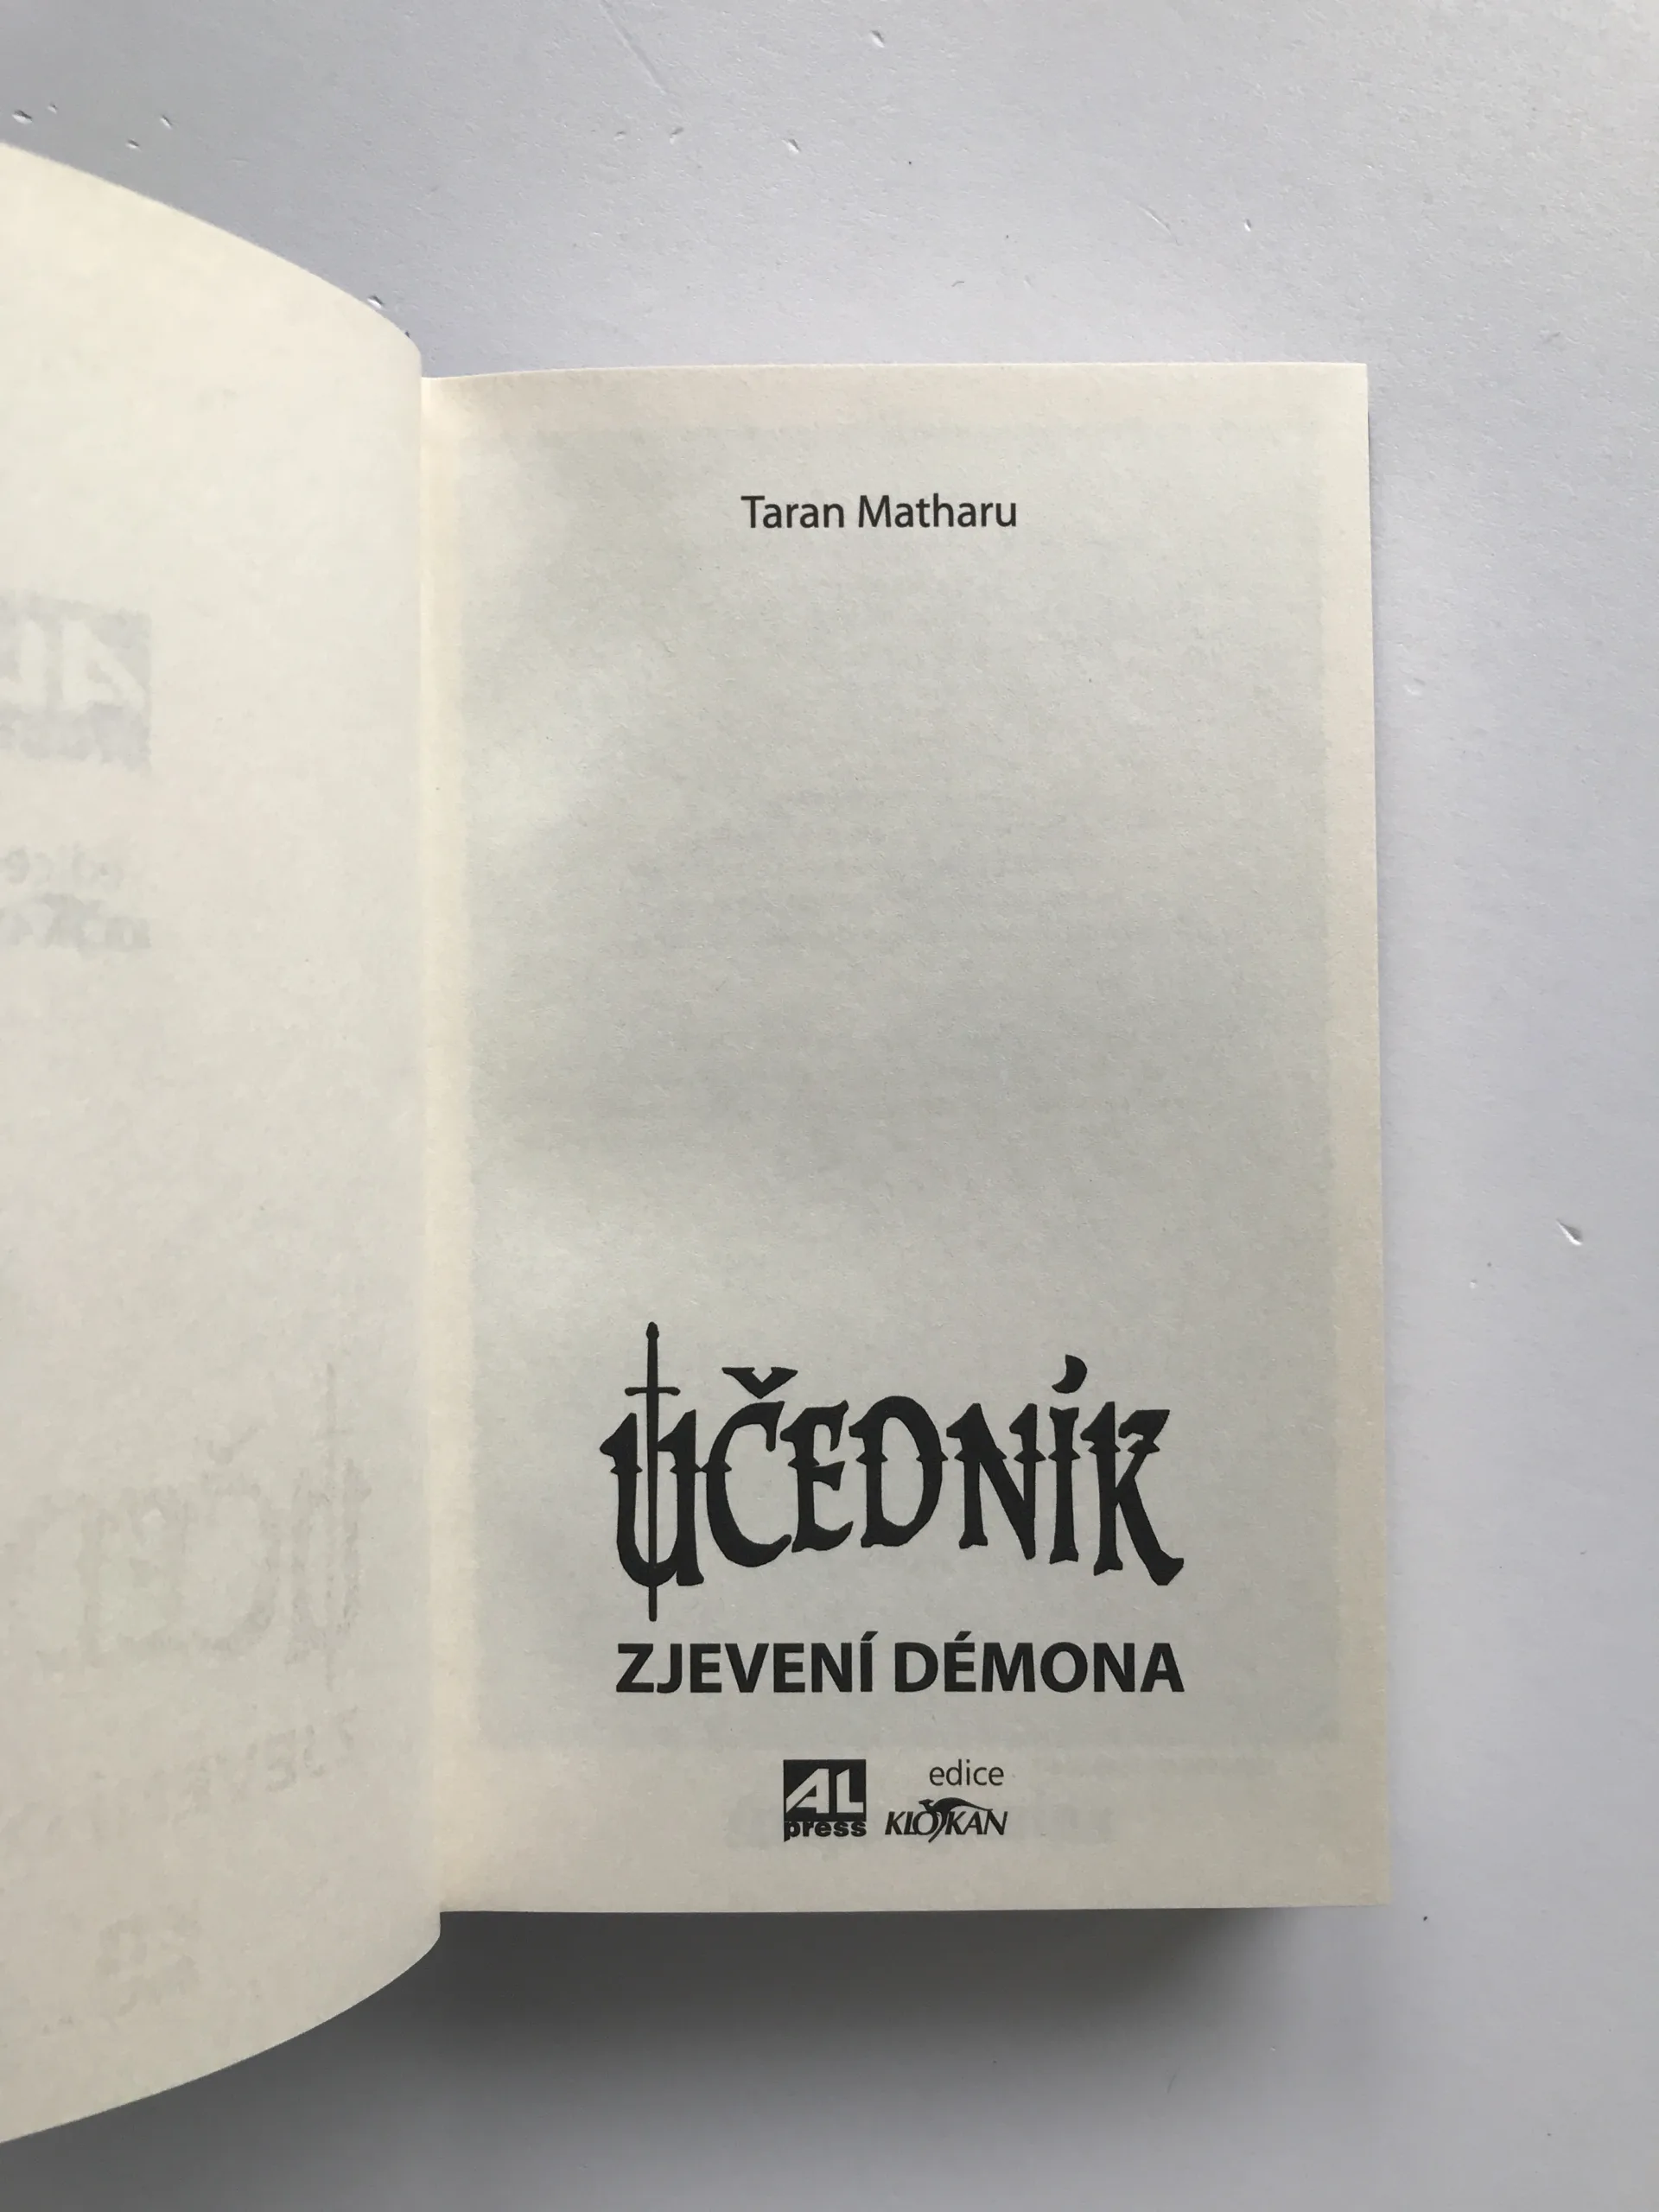 Taran Matharu
UČEDNÍK
ZJEVENÍ DÉMONA
AL
press
edice
KLOKAN